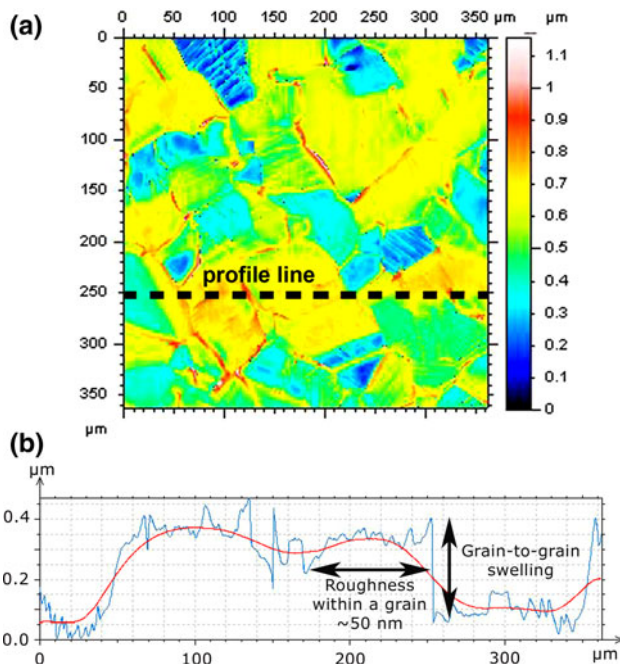 (a)
0 50 100 150 200 250 300 350 µm µm
0
50
100
150
200
250
300
350
µm
profile line
1.1
1
0.9
0.8
0.7
0.6
0.5
0.4
0.3
0.2
0.1
0
(b)
µm
0.4
0.2
0.0
0 100 200 300 µm
Roughness
within a grain
~50 nm
Grain-to-grain
swelling